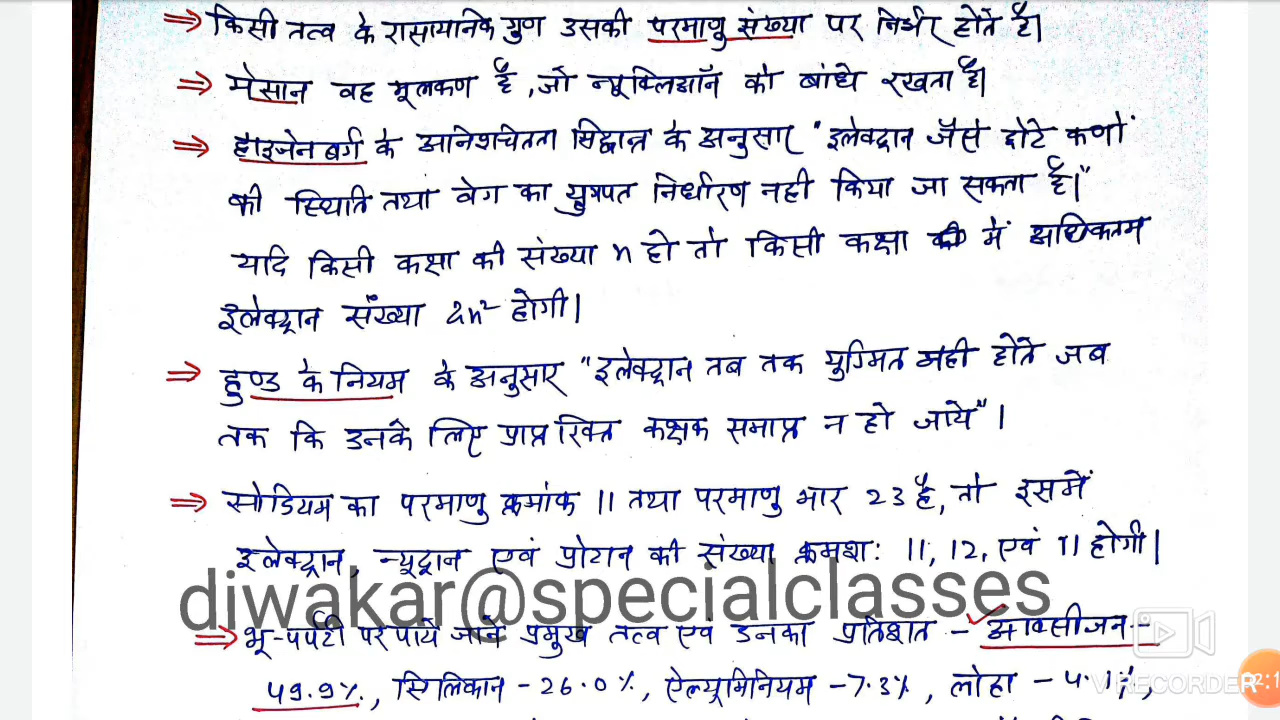 ⇒ किसी तत्व के रासायानिक गुण उसकी परमाणु संख्या पर निर्भर होते है।
⇒ मेसान वह मूलकण है, जो न्यूक्लिऑन को बांधे रखता है।
⇒ हाइजेनबर्ग के अनिश्चितता सिद्धान्त के अनुसार "इलेक्ट्रान जैसे छोटे कणों
की स्थिति तथा वेग का युग्रपत निर्धारण नही किया जा सकता है।"
यदि किसी कक्षा की संख्या n हो तो किसी कक्षा में अधिकतम
इलेक्ट्रान संख्या 2n² होगी।
⇒ हुण्ड के नियम के अनुसार "इलेक्ट्रान तब तक युग्मित नही होते जब
तक कि उनके लिए प्राप्त रिक्त कक्षक समाप्त न हो जाये"।
⇒ सोडियम का परमाणु क्रमांक 11 तथा परमाणु भार 23 है, तो इसमें
इलेक्ट्रान, न्यूट्रान एवं प्रोटान की संख्या क्रमशः 11, 12, एवं 11 होगी।
diwakar@specialclasses
⇒ भू-पर्पटी पर पाये जाने प्रमुख तत्व एवं उनका प्रतिशत - आक्सीजन -
49.9%, सिलिकान - 26.0%, ऐल्यूमिनियम - 7.3%, लोहा - 4.1%,
V RECORDER